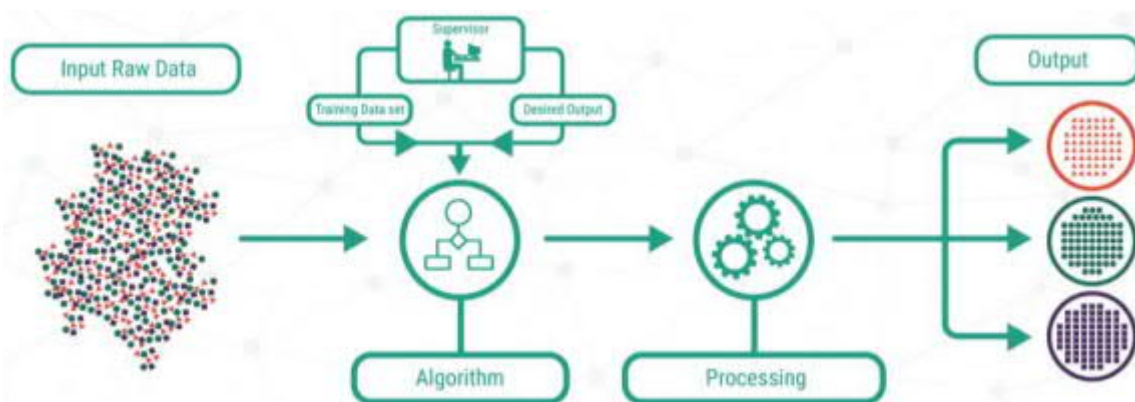 Input Raw Data
Supervisor
Training Data set
Desired Output
Output
Algorithm
Processing